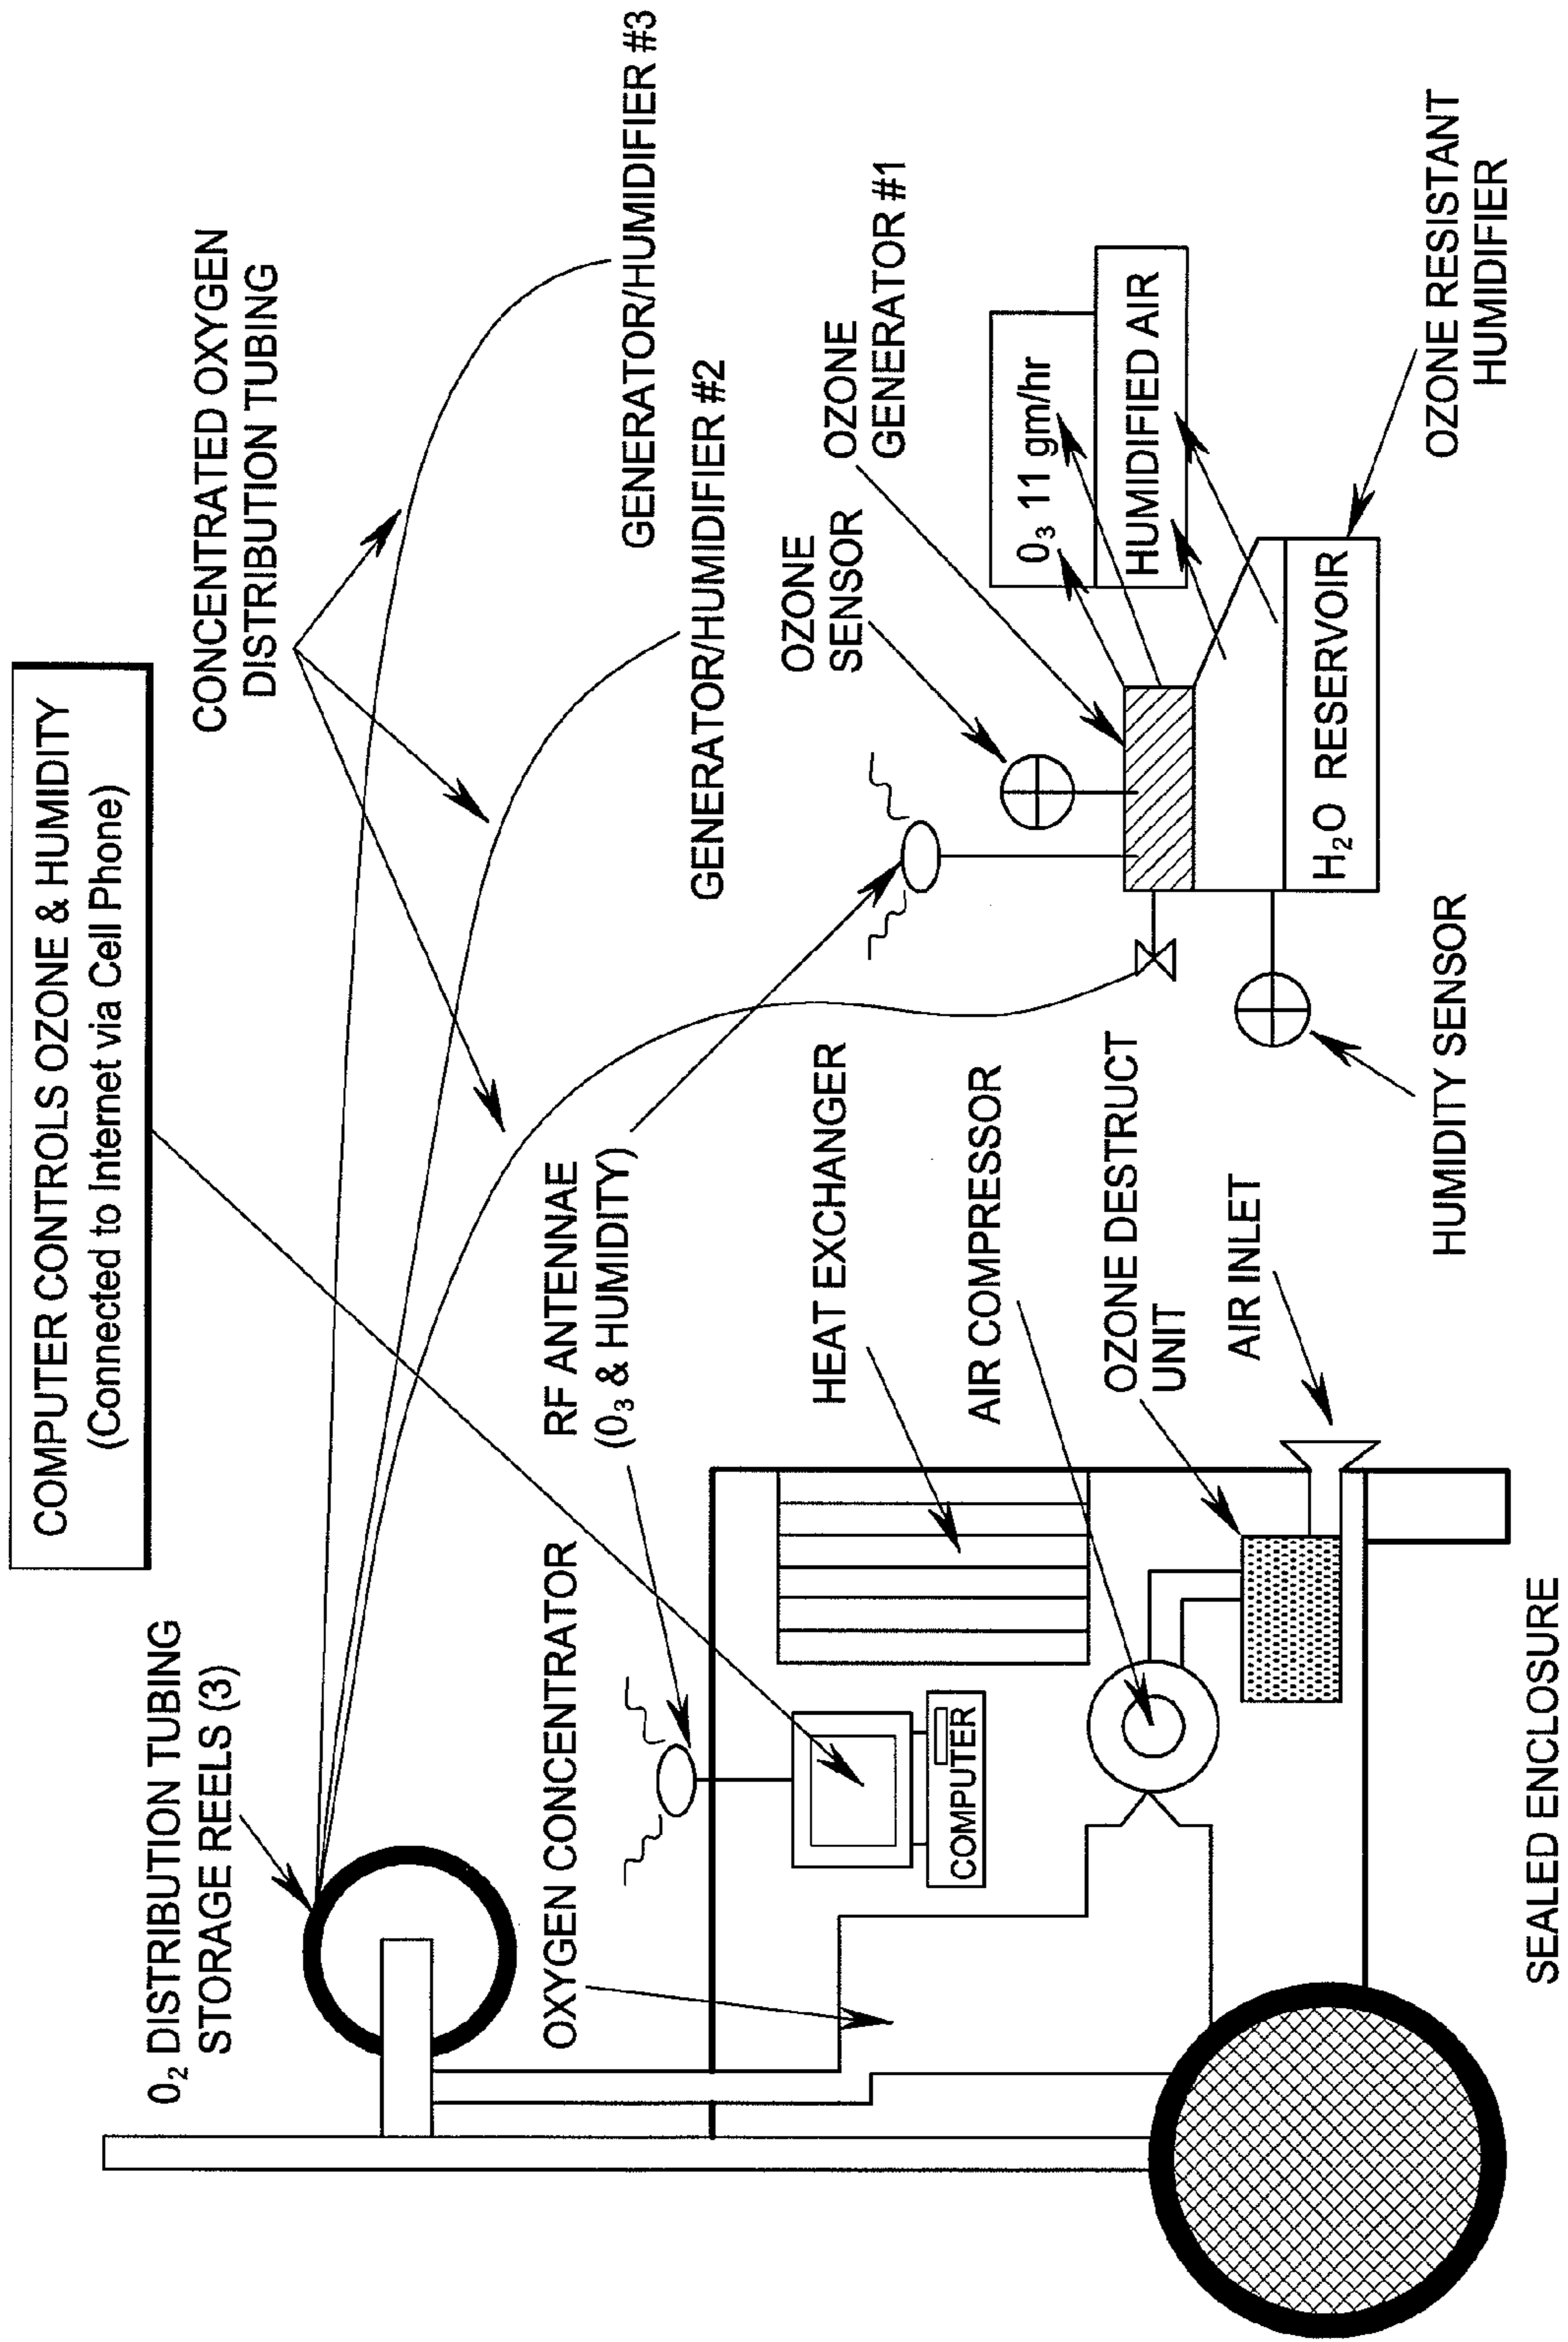 COMPUTER CONTROLS OZONE & HUMIDITY
(Connected to Internet via Cell Phone)
O₂ DISTRIBUTION TUBING
STORAGE REELS (3)
CONCENTRATED OXYGEN
DISTRIBUTION TUBING
GENERATOR/HUMIDIFIER #3
GENERATOR/HUMIDIFIER #2
OXYGEN CONCENTRATOR
RF ANTENNAE
(O₃ & HUMIDITY)
OZONE
SENSOR
OZONE
GENERATOR #1
HEAT EXCHANGER
AIR COMPRESSOR
OZONE DESTRUCT
UNIT
AIR INLET
COMPUTER
O₃ 11 gm/hr
HUMIDIFIED AIR
H₂O RESERVOIR
HUMIDITY SENSOR
OZONE RESISTANT
HUMIDIFIER
SEALED ENCLOSURE